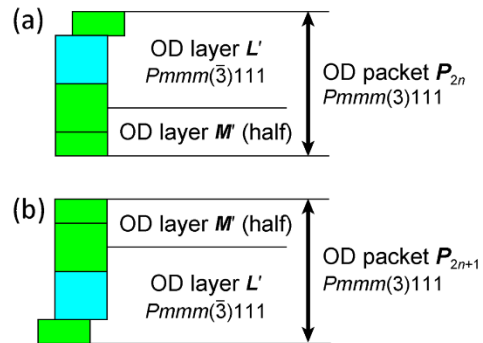 (a)
OD layer L′
Pmmm(3̅)111
OD packet P₂ₙ
Pmmm(3)111
OD layer M′ (half)
(b)
OD layer M′ (half)
OD packet P₂ₙ₊₁
Pmmm(3)111
OD layer L′
Pmmm(3̅)111